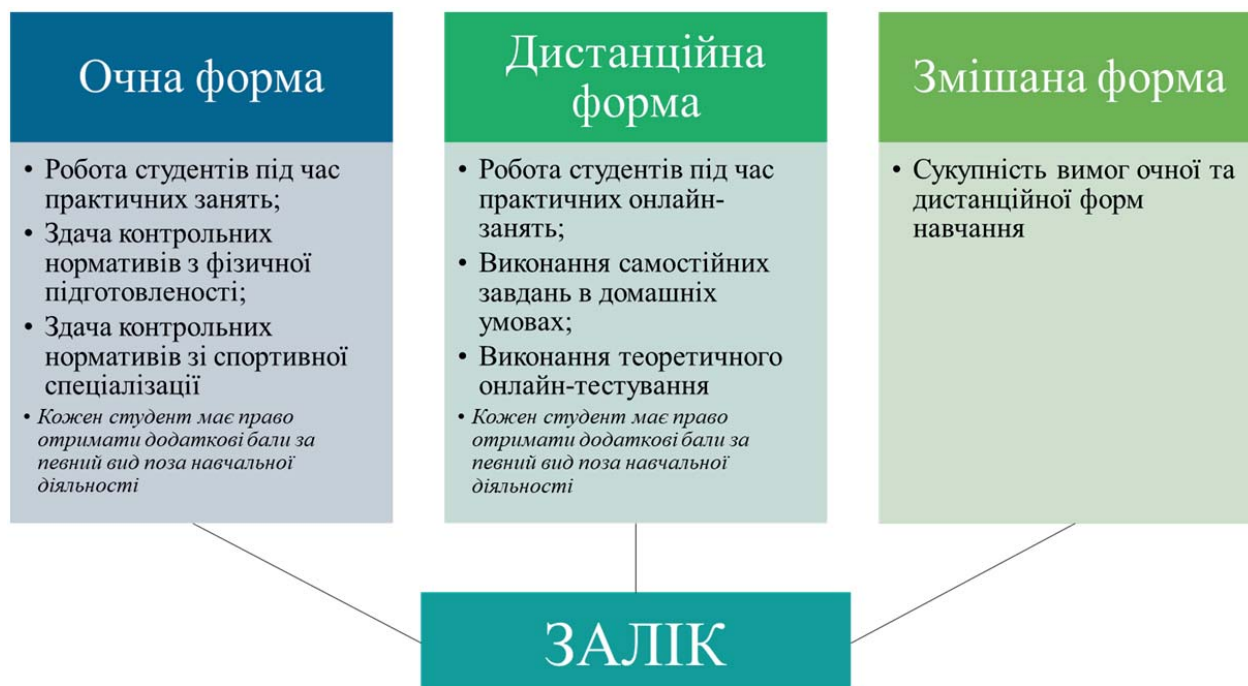 Очна форма
• Робота студентів під час
практичних занять;
• Здача контрольних
нормативів з фізичної
підготовленості;
• Здача контрольних
нормативів зі спортивної
спеціалізації
• Кожен студент має право
отримати додаткові бали за
певний вид поза навчальної
діяльності
Дистанційна
форма
• Робота студентів під час
практичних онлайн-
занять;
• Виконання самостійних
завдань в домашніх
умовах;
• Виконання теоретичного
онлайн-тестування
• Кожен студент має право
отримати додаткові бали за
певний вид поза навчальної
діяльності
Змішана форма
• Сукупність вимог очної та
дистанційної форм
навчання
ЗАЛІК